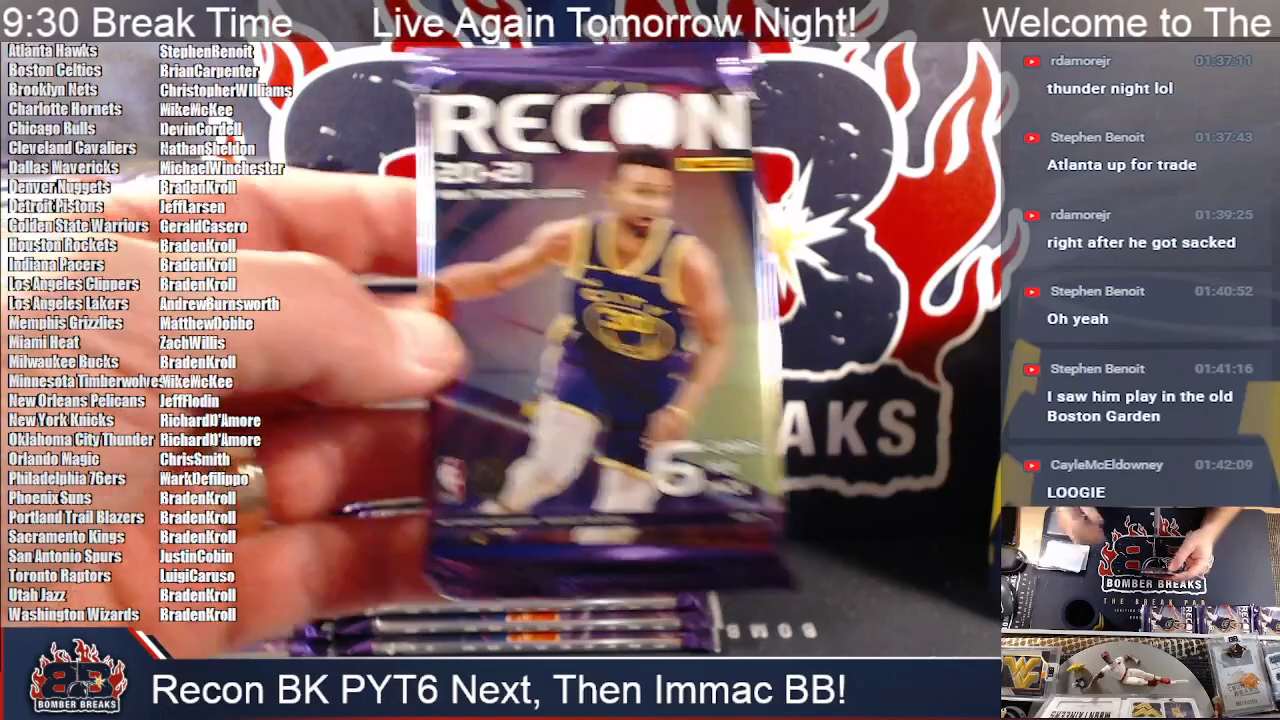 9:30 Break Time
Live Again Tomorrow Night!
Welcome to The
Atlanta Hawks StephenBenoit
Boston Celtics BrianCarpenter
Brooklyn Nets ChristopherWIlliams
Charlotte Hornets MikeMcKee
Chicago Bulls DevinCordell
Cleveland Cavaliers NathanSheldon
Dallas Mavericks MichaelWinchester
Denver Nuggets BradenKroll
Detroit Pistons JeffLarsen
Golden State Warriors GeraldCasero
Houston Rockets BradenKroll
Indiana Pacers BradenKroll
Los Angeles Clippers BradenKroll
Los Angeles Lakers AndrewBurnsworth
Memphis Grizzlies MatthewDobbe
Miami Heat ZachWillis
Milwaukee Bucks BradenKroll
Minnesota Timberwolves MikeMcKee
New Orleans Pelicans JeffFlodin
New York Knicks RichardD'Amore
Oklahoma City Thunder RichardD'Amore
Orlando Magic ChrisSmith
Philadelphia 76ers MarkDefilippo
Phoenix Suns BradenKroll
Portland Trail Blazers BradenKroll
Sacramento Kings BradenKroll
San Antonio Spurs JustinCobin
Toronto Raptors LuigiCaruso
Utah Jazz BradenKroll
Washington Wizards BradenKroll
RECON
20-21
6
AKS
rdamorejr 01:37:11
thunder night lol
Stephen Benoit 01:37:43
Atlanta up for trade
rdamorejr 01:39:25
right after he got sacked
Stephen Benoit 01:40:52
Oh yeah
Stephen Benoit 01:41:16
I saw him play in the old
Boston Garden
CayleMcEldowney 01:42:09
LOOGIE
BOMBER BREAKS
THE BREAK PAD
BOMBER BREAKS
Recon BK PYT6 Next, Then Immac BB!